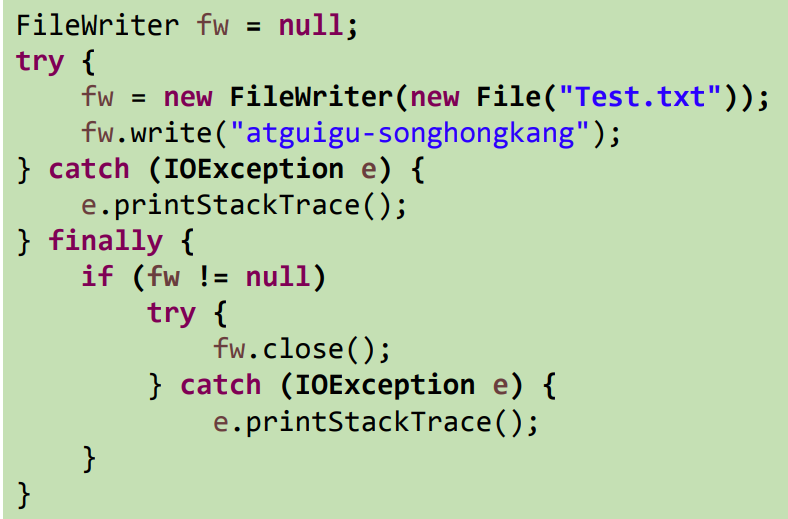 FileWriter fw = null;
try {
    fw = new FileWriter(new File("Test.txt"));
    fw.write("atguigu-songhongkang");
} catch (IOException e) {
    e.printStackTrace();
} finally {
    if (fw != null)
        try {
            fw.close();
        } catch (IOException e) {
            e.printStackTrace();
    }
}